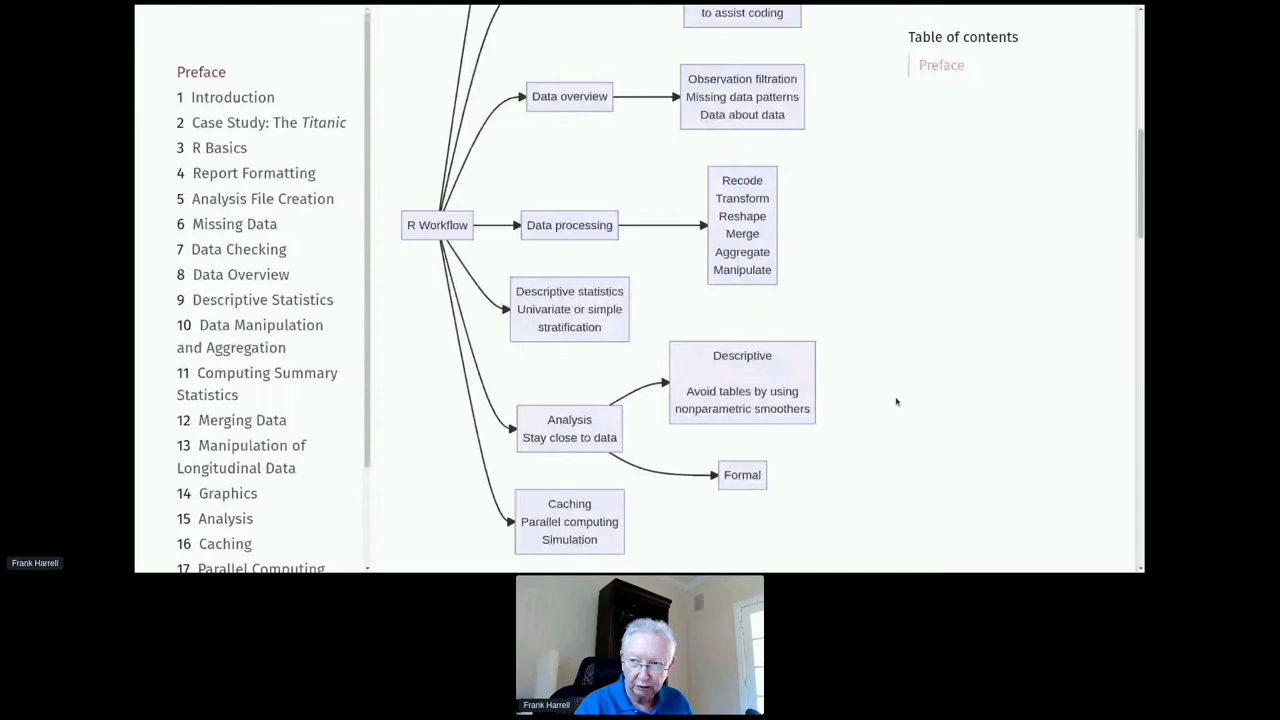 Preface
1 Introduction
2 Case Study: The Titanic
3 R Basics
4 Report Formatting
5 Analysis File Creation
6 Missing Data
7 Data Checking
8 Data Overview
9 Descriptive Statistics
10 Data Manipulation
and Aggregation
11 Computing Summary
Statistics
12 Merging Data
13 Manipulation of
Longitudinal Data
14 Graphics
15 Analysis
16 Caching
17 Parallel Computing
to assist coding
Data overview
Observation filtration
Missing data patterns
Data about data
R Workflow
Data processing
Recode
Transform
Reshape
Merge
Aggregate
Manipulate
Descriptive statistics
Univariate or simple
stratification
Analysis
Stay close to data
Descriptive
Avoid tables by using
nonparametric smoothers
Formal
Caching
Parallel computing
Simulation
Table of contents
Preface
Frank Harrell
Frank Harrell